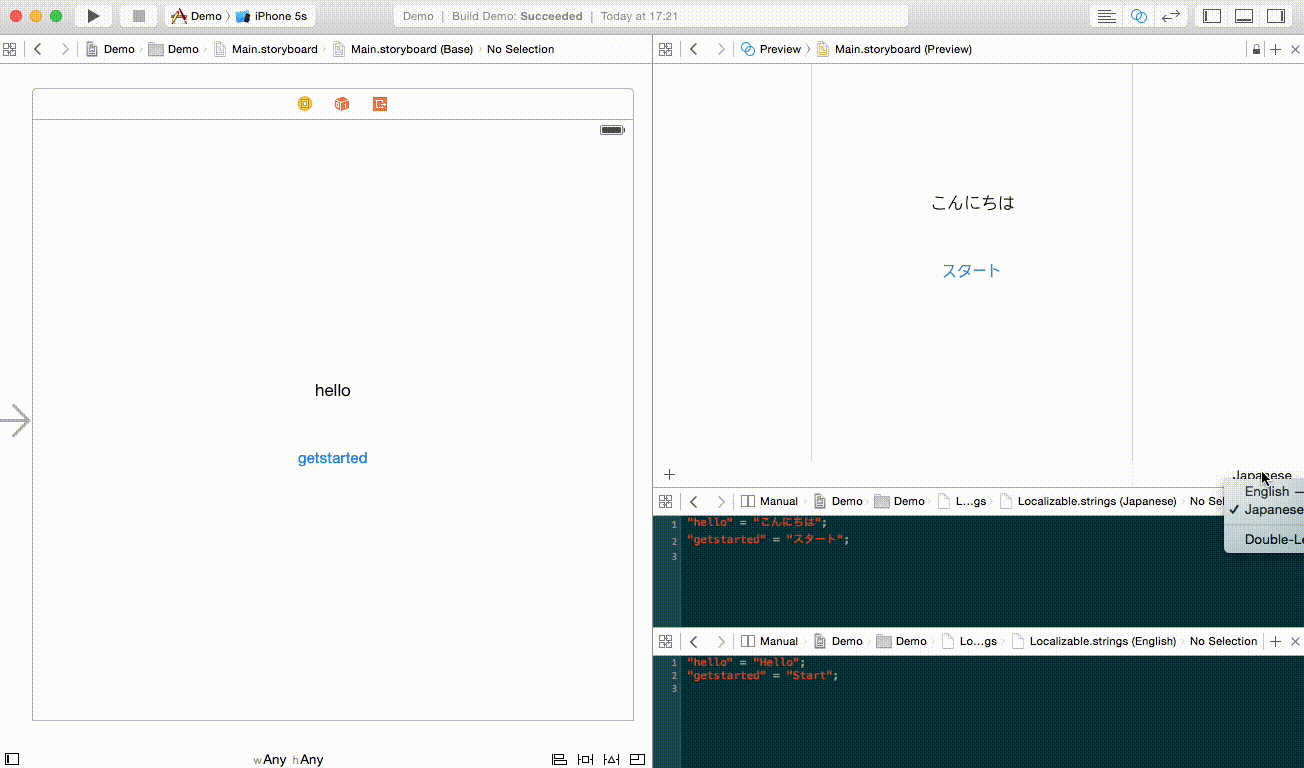 Demo 〉 iPhone 5s
Demo | Build Demo: Succeeded | Today at 17:21
Demo 〉 Demo 〉 Main.storyboard 〉 Main.storyboard (Base) 〉 No Selection
Preview 〉 Main.storyboard (Preview)
こんにちは
スタート
hello
getstarted
Japanese
English —
✓ Japanese
Double-Le
Manual 〉 Demo 〉 Demo 〉 L...gs 〉 Localizable.strings (Japanese) 〉 No Sel
1 "hello" = "こんにちは";
2 "getstarted" = "スタート";
3
Manual 〉 Demo 〉 Demo 〉 Lo...gs 〉 Localizable.strings (English) 〉 No Selection
1 "hello" = "Hello";
2 "getstarted" = "Start";
3
wAny hAny